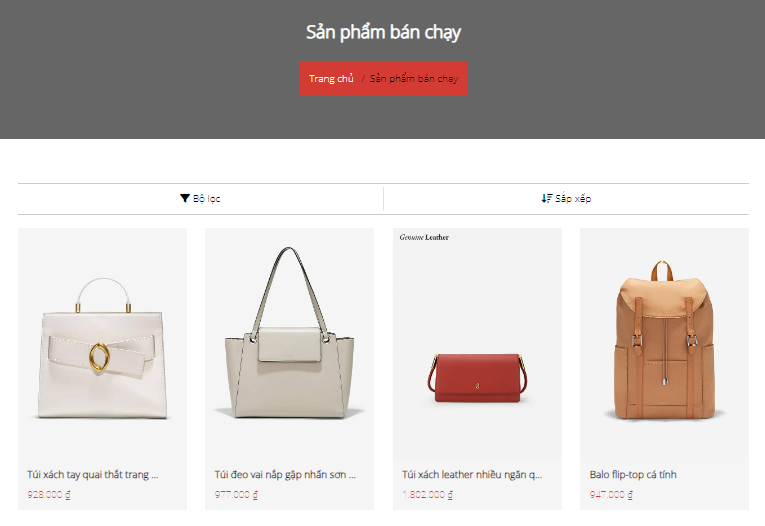 Sản phẩm bán chạy
Trang chủ / Sản phẩm bán chạy
Bộ lọc
Sắp xếp
Genuine Leather
Túi xách tay quai thắt trang ...
928.000 ₫
Túi đeo vai nắp gập nhấn sơn ...
977.000 ₫
Túi xách leather nhiều ngăn q...
1.802.000 ₫
Balo flip-top cá tính
947.000 ₫